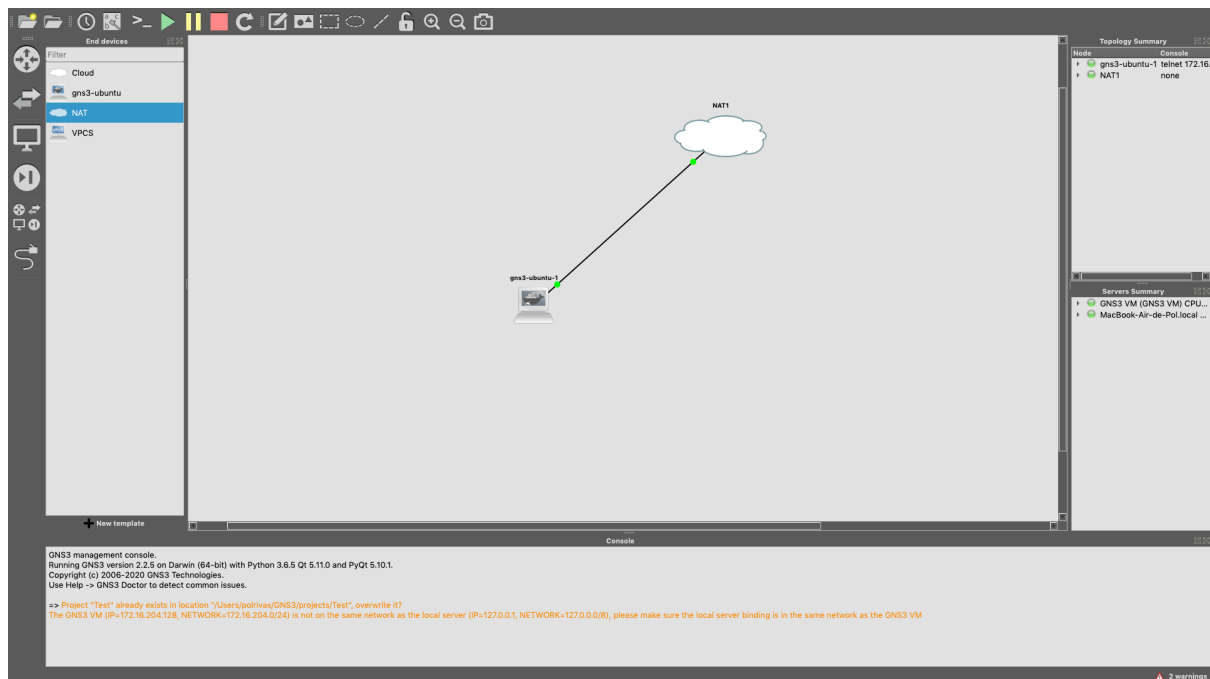 End devices
Filter
Cloud
gns3-ubuntu
NAT
VPCS
New template
NAT1
gns3-ubuntu-1
Topology Summary
Node Console
gns3-ubuntu-1 telnet 172.16.
NAT1 none
Servers Summary
GNS3 VM (GNS3 VM) CPU...
MacBook-Air-de-Pol.local ...
Console
GNS3 management console.
Running GNS3 version 2.2.5 on Darwin (64-bit) with Python 3.6.5 Qt 5.11.0 and PyQt 5.10.1.
Copyright (c) 2006-2020 GNS3 Technologies.
Use Help -> GNS3 Doctor to detect common issues.
=> Project "Test" already exists in location "/Users/polrivas/GNS3/projects/Test", overwrite it?
The GNS3 VM (IP=172.16.204.128, NETWORK=172.16.204.0/24) is not on the same network as the local server (IP=127.0.0.1, NETWORK=127.0.0.0/8), please make sure the local server binding is in the same network as the GNS3 VM
2 warnings